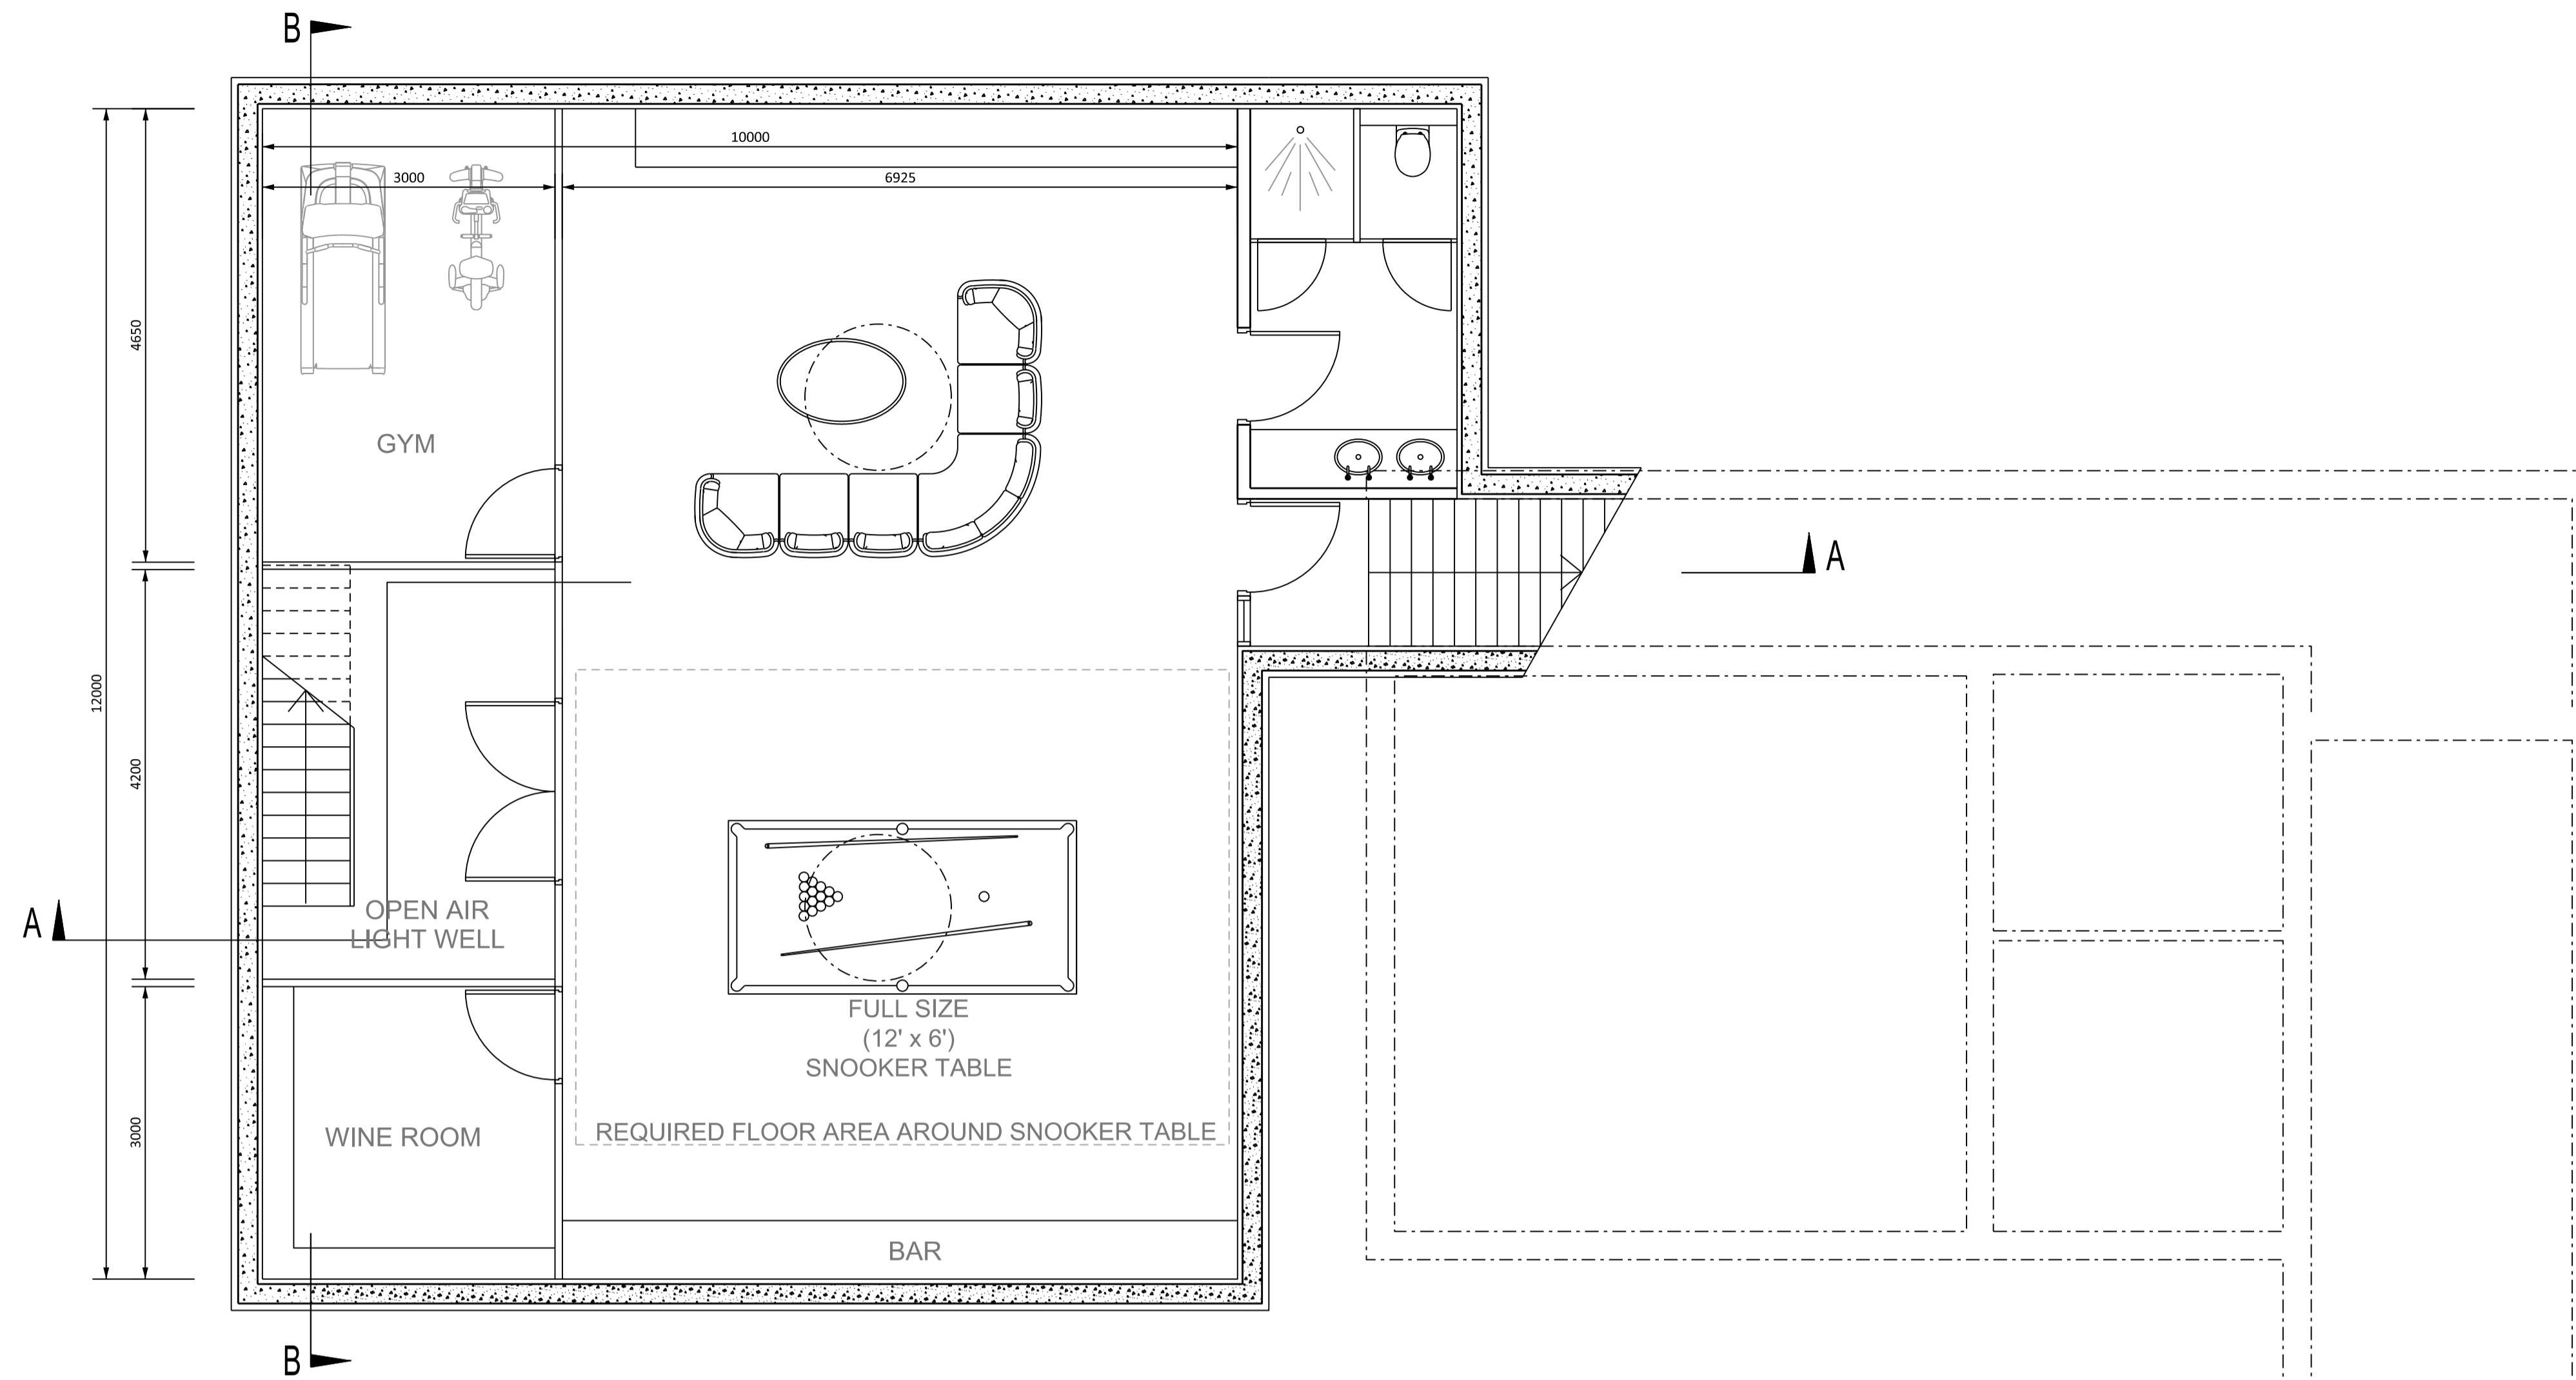 B
10000
3000
6925
4650
GYM
A
12000
4200
OPEN AIR
LIGHT WELL
A
FULL SIZE
(12' x 6')
SNOOKER TABLE
3000
WINE ROOM
REQUIRED FLOOR AREA AROUND SNOOKER TABLE
BAR
B